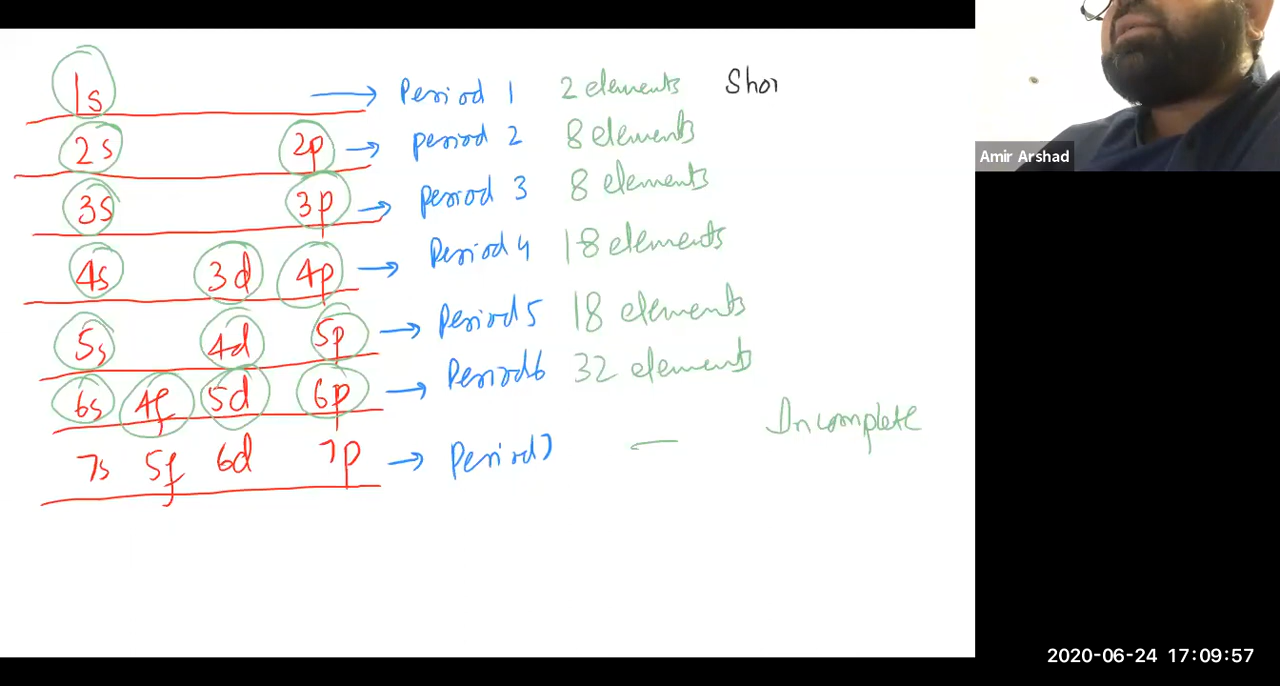 1s → Period 1 2 elements Shor
2s 2p → period 2 8 elements
3s 3p → period 3 8 elements
4s 3d 4p → Period 4 18 elements
5s 4d 5p → Period 5 18 elements
6s 4f 5d 6p → Period 6 32 elements
7s 5f 6d 7p → Period 7 — Incomplete
Amir Arshad
2020-06-24 17:09:57